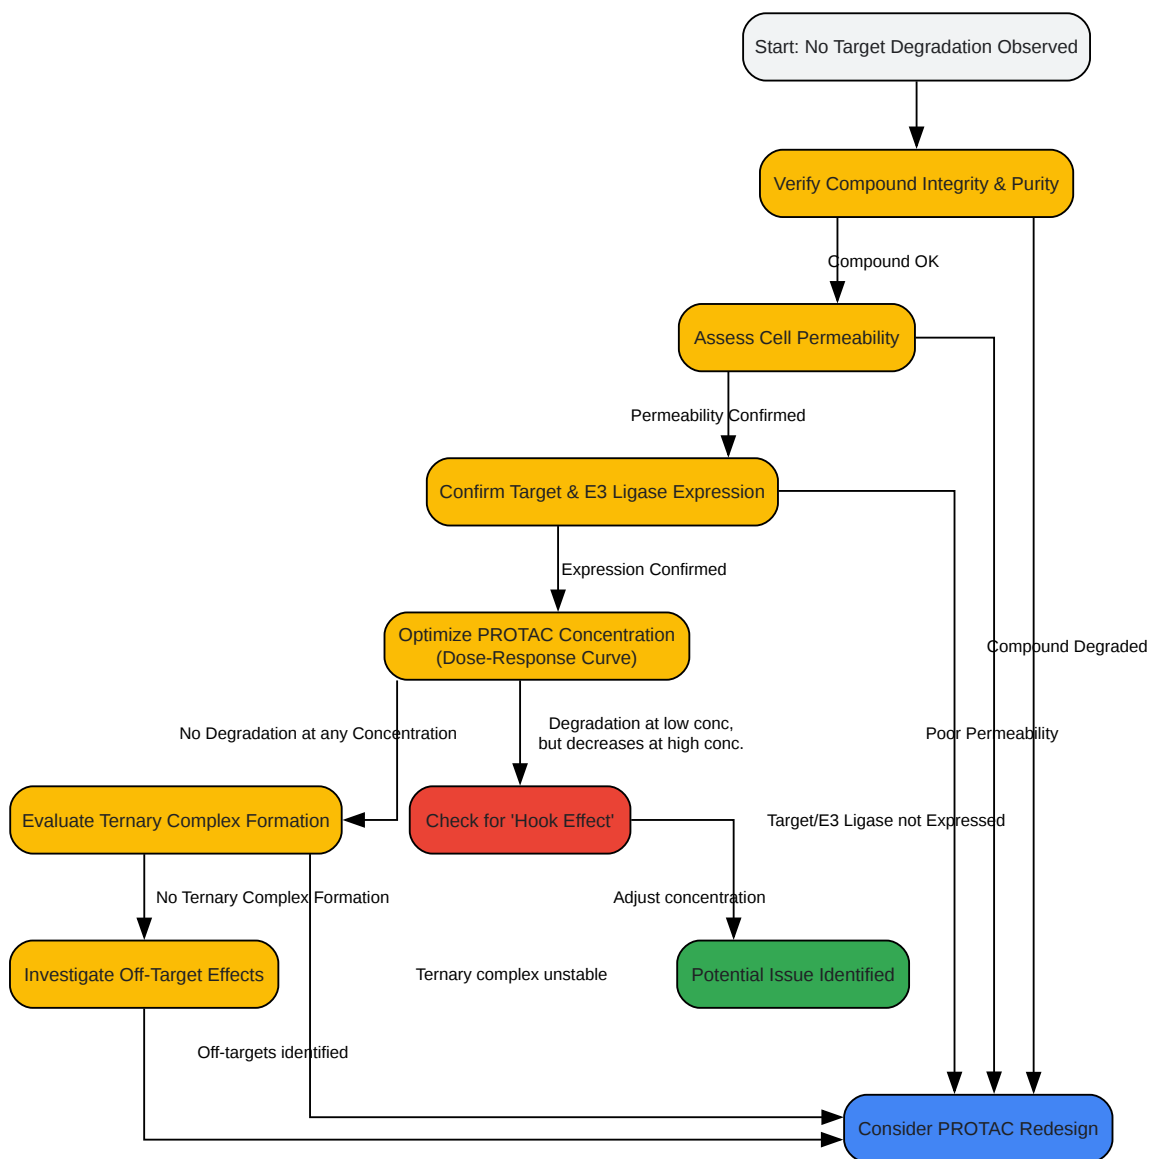 Start: No Target Degradation Observed
Verify Compound Integrity & Purity
Compound OK
Assess Cell Permeability
Permeability Confirmed
Confirm Target & E3 Ligase Expression
Expression Confirmed
Optimize PROTAC Concentration
(Dose-Response Curve)
Compound Degraded
No Degradation at any Concentration
Degradation at low conc,
but decreases at high conc.
Poor Permeability
Evaluate Ternary Complex Formation
Check for 'Hook Effect'
Target/E3 Ligase not Expressed
No Ternary Complex Formation
Adjust concentration
Investigate Off-Target Effects
Ternary complex unstable
Potential Issue Identified
Off-targets identified
Consider PROTAC Redesign